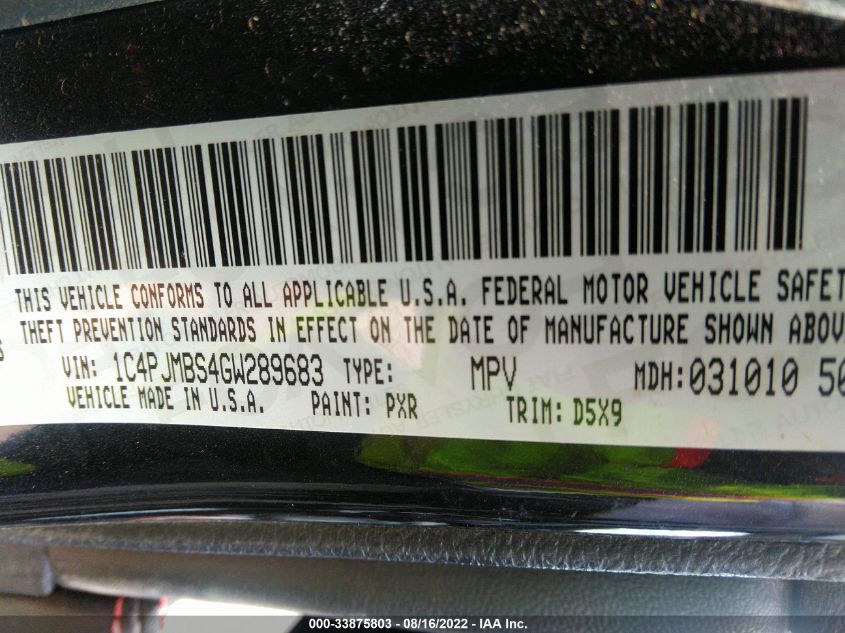 THIS VEHICLE CONFORMS TO ALL APPLICABLE U.S.A. FEDERAL MOTOR VEHICLE SAFET
THEFT PREVENTION STANDARDS IN EFFECT ON THE DATE OF MANUFACTURE SHOWN ABOV
VIN: 1C4PJMBS4GW289683 TYPE: MPV MDH:031010 50
VEHICLE MADE IN U.S.A. PAINT: PXR TRIM: D5X9
000-33875803 - 08/16/2022 - IAA Inc.